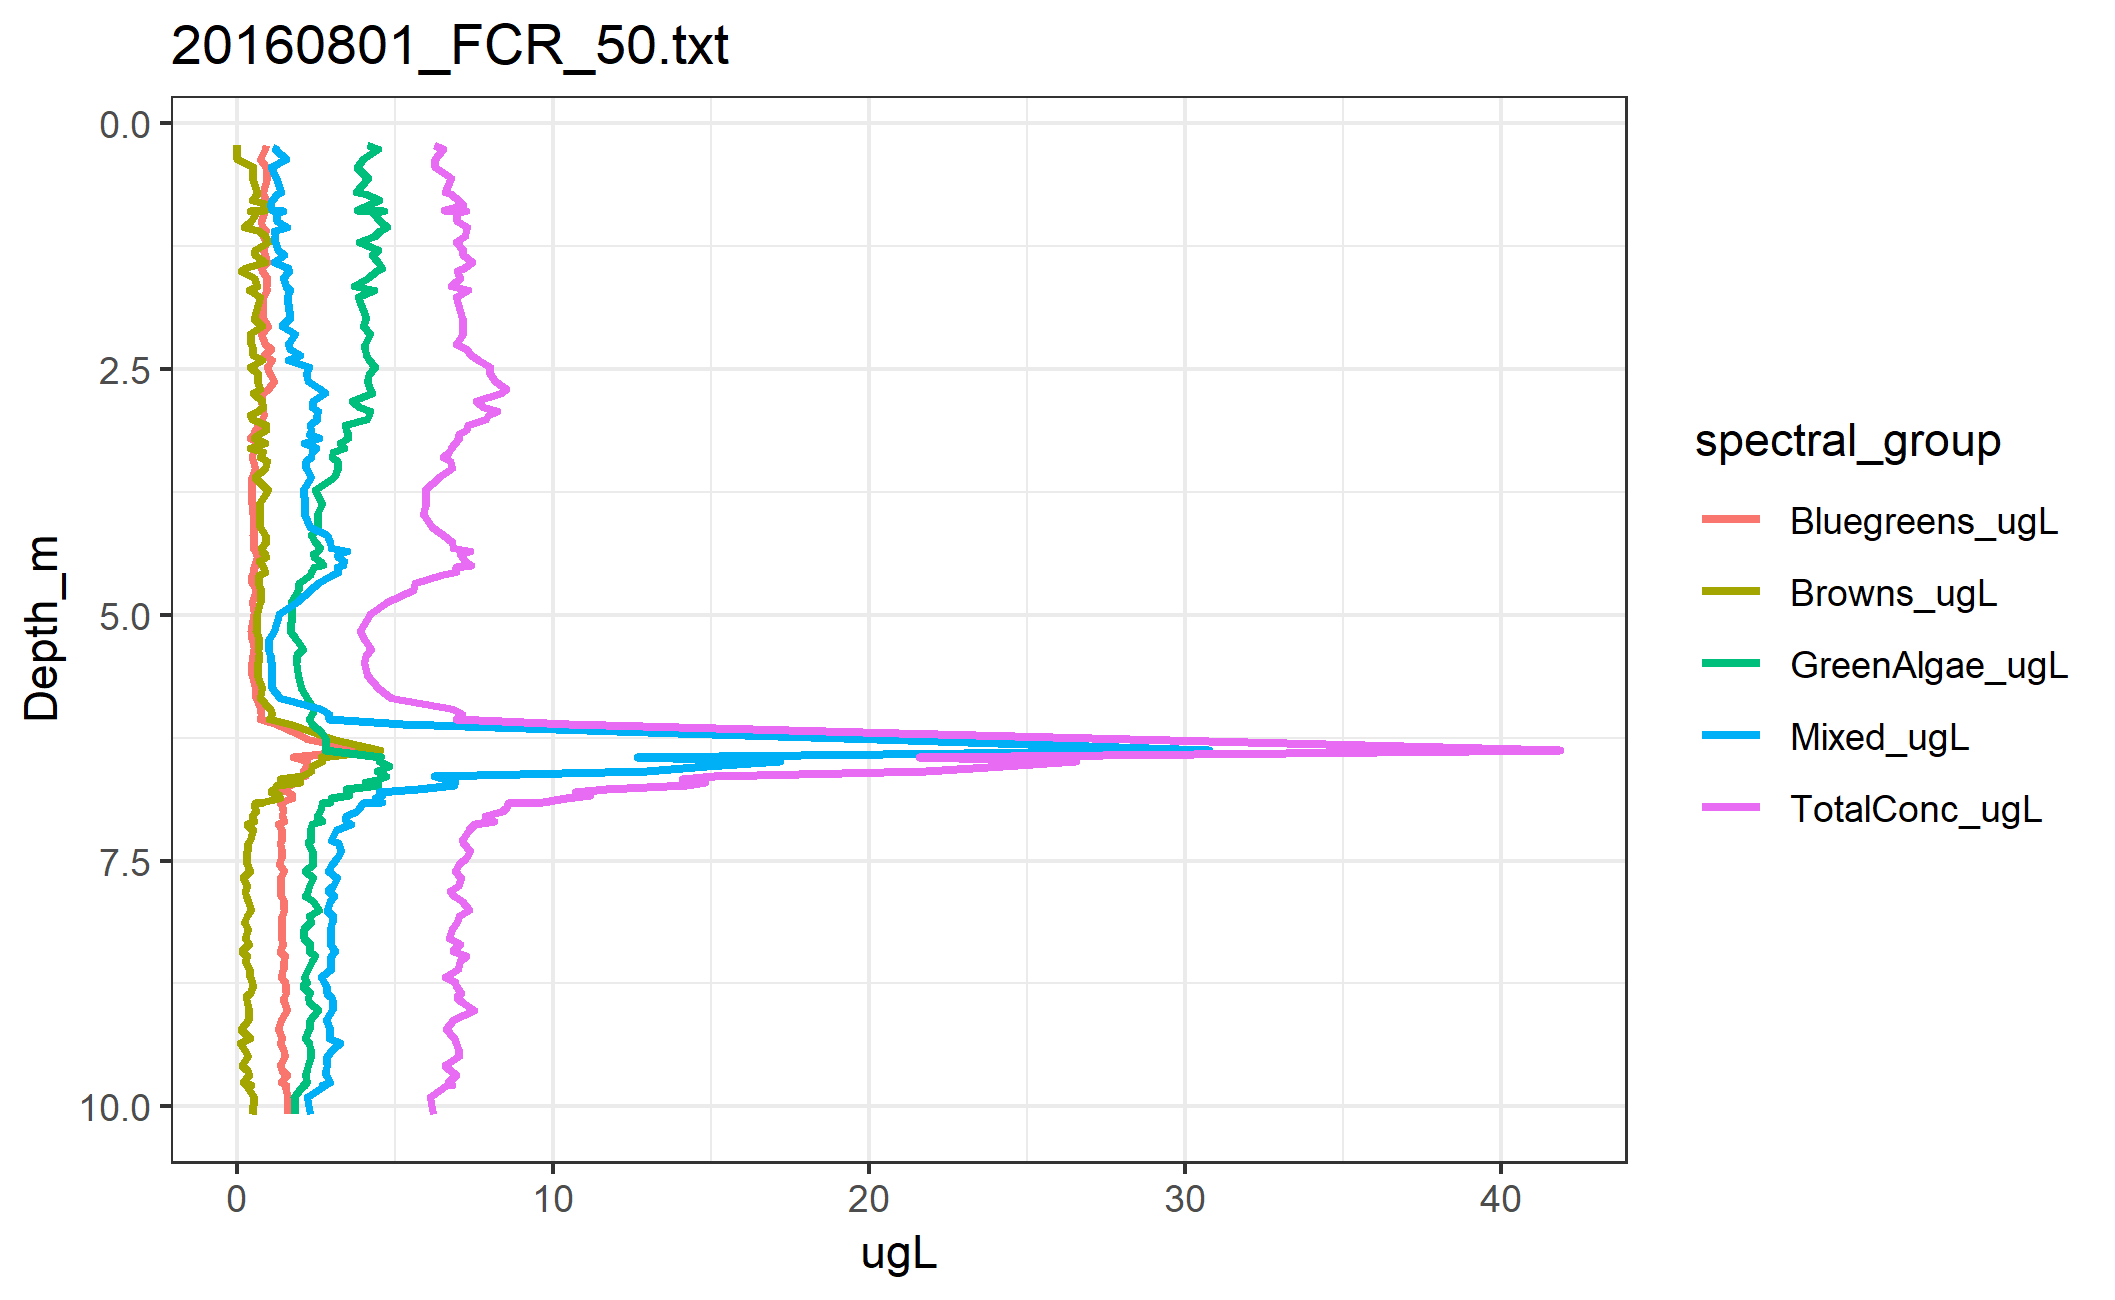 20160801_FCR_50.txt
0.0
2.5
5.0
7.5
10.0
Depth_m
0 10 20 30 40
ugL
spectral_group
Bluegreens_ugL
Browns_ugL
GreenAlgae_ugL
Mixed_ugL
TotalConc_ugL